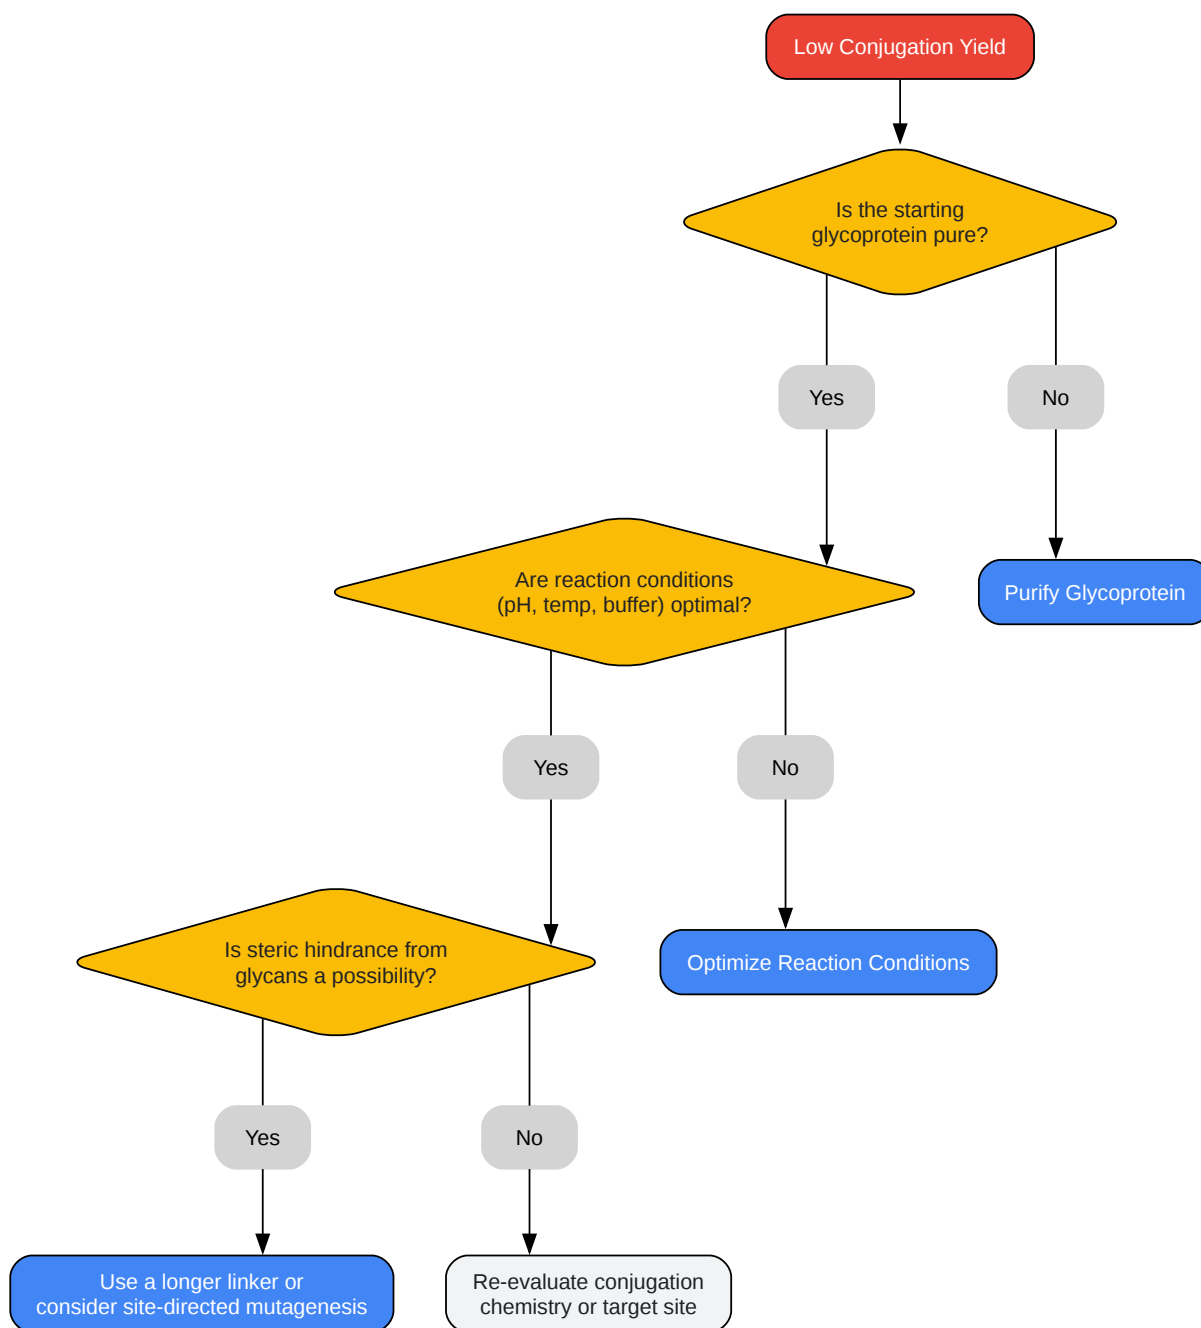 Low Conjugation Yield
Is the starting
glycoprotein pure?
Yes
No
Are reaction conditions
(pH, temp, buffer) optimal?
Purify Glycoprotein
Yes
No
Is steric hindrance from
glycans a possibility?
Optimize Reaction Conditions
Yes
No
Use a longer linker or
consider site-directed mutagenesis
Re-evaluate conjugation
chemistry or target site